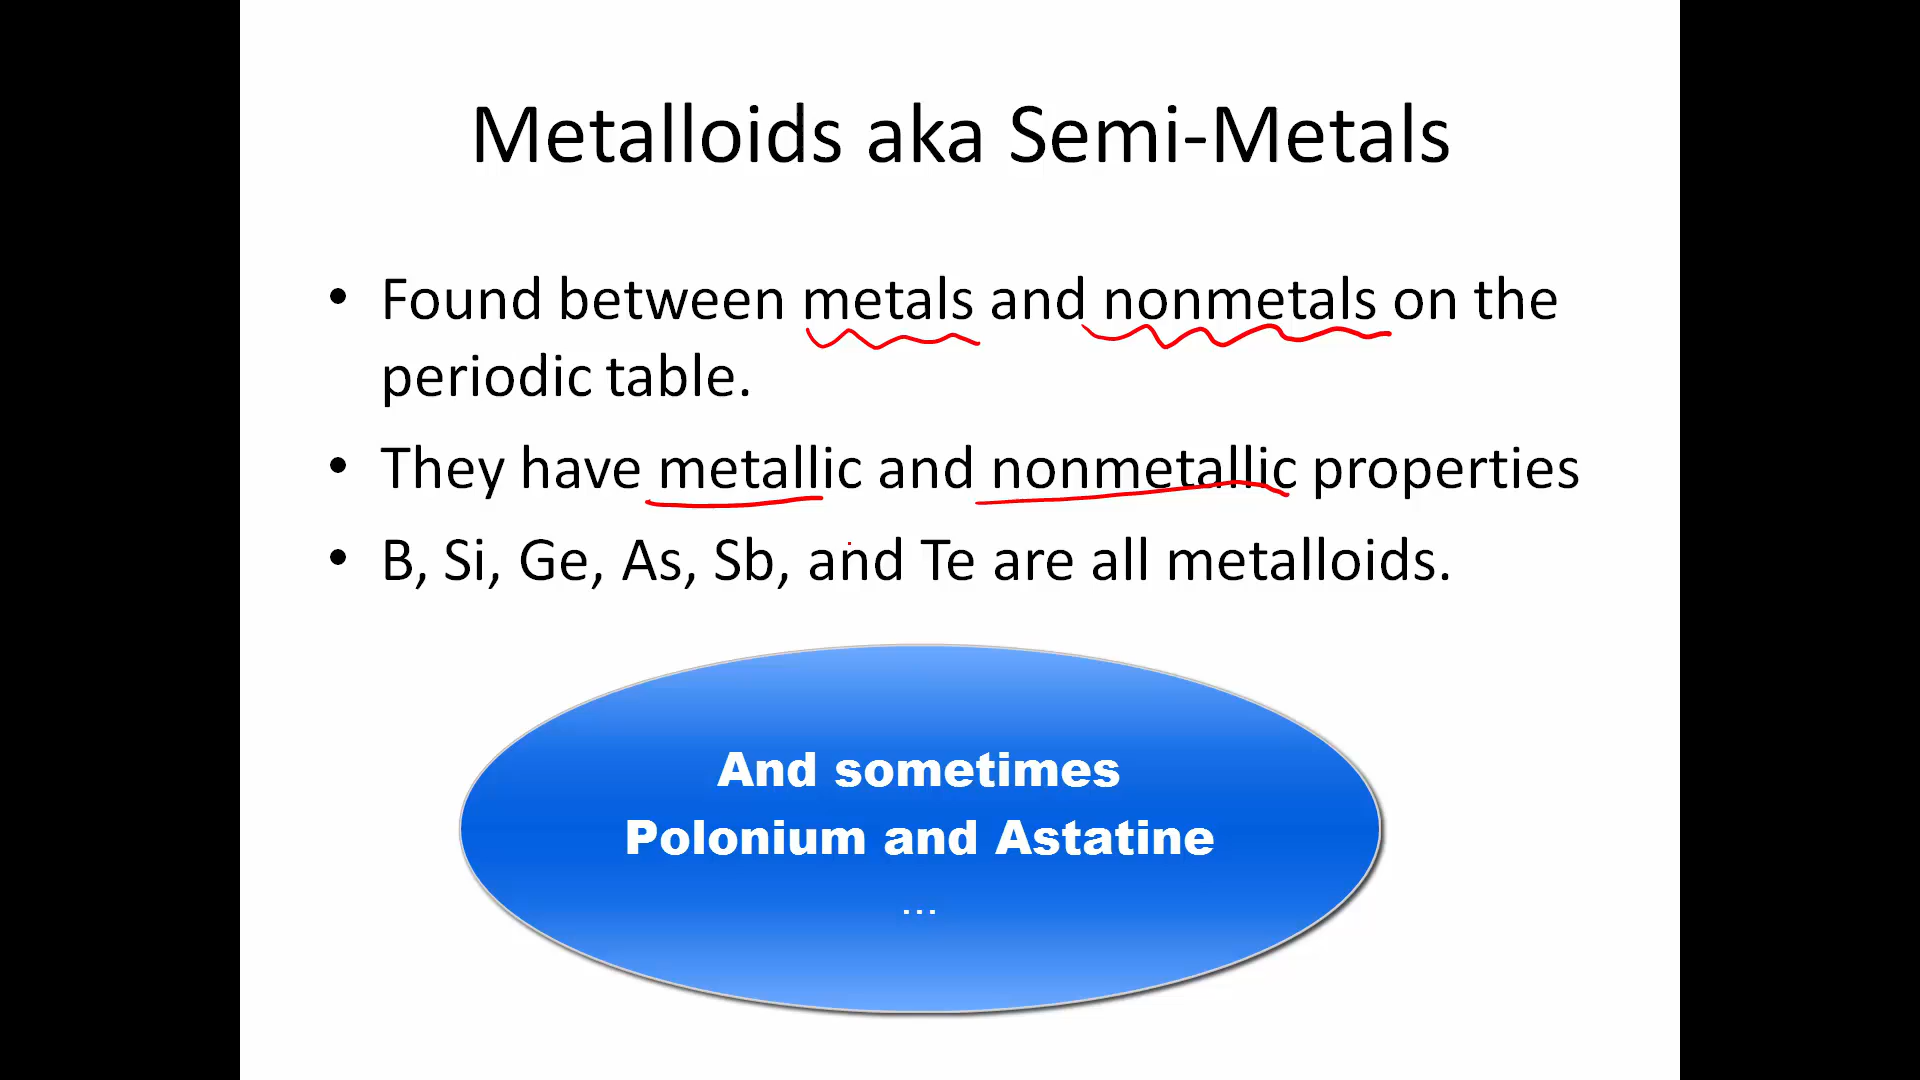 Metalloids aka Semi-Metals
• Found between metals and nonmetals on the
periodic table.
• They have metallic and nonmetallic properties
• B, Si, Ge, As, Sb, and Te are all metalloids.
And sometimes
Polonium and Astatine
...